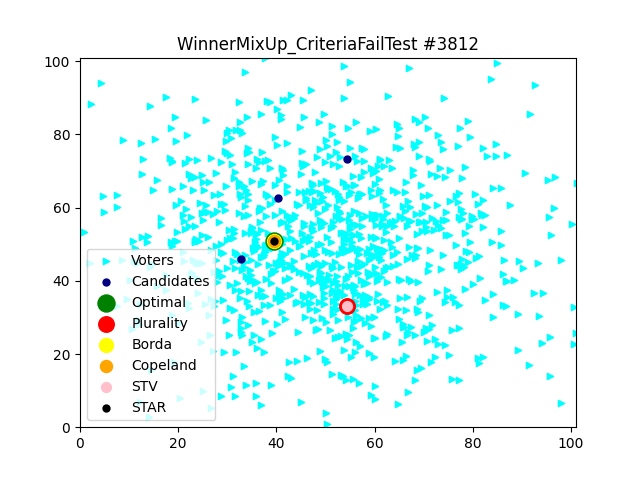 WinnerMixUp_CriteriaFailTest #3812
100
80
60
40
20
0
Voters
Candidates
Optimal
Plurality
Borda
Copeland
STV
STAR
0 20 40 60 80 100